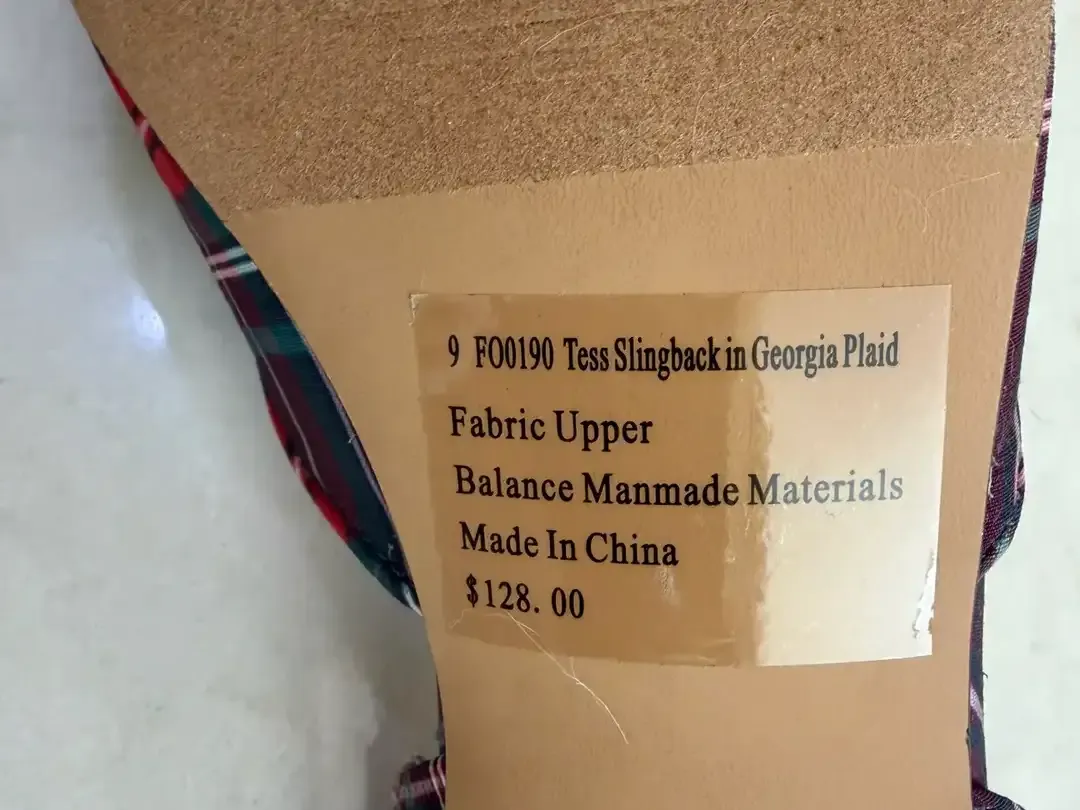 9 FO0190 Tess Slingback in Georgia Plaid
Fabric Upper
Balance Manmade Materials
Made In China
$128.00